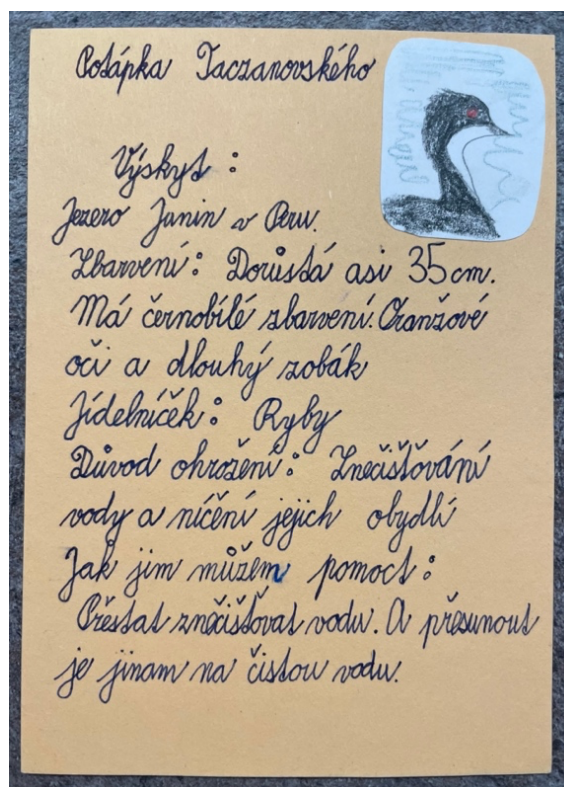 Potápka Taczanovského
Výskyt :
Jezero Junin v Peru.
Zbarvení : Dorůstá asi 35 cm.
Má černobílé zbarvení. Oranžové
oči a dlouhý zobák
Jídelníček : Ryby
Důvod ohrožení : Znečišťování
vody a níčění jejich obydlí
Jak jim můžem pomoct :
Přestat znečišťovat vodu. A přesunout
je jinam na čistou vodu.